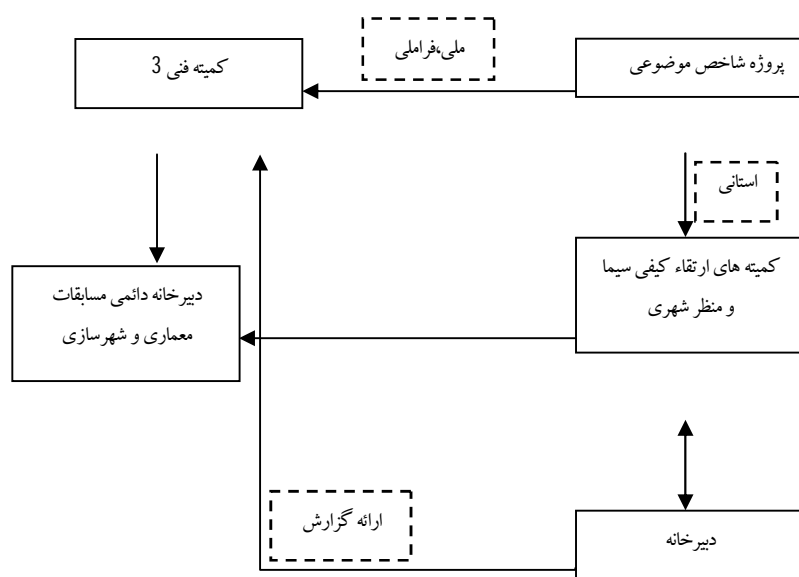 پروژه شاخص موضوعی
ملی،فراملی
کمیته فنی 3
استانی
کمیته های ارتقاء کیفی سیما
و منظر شهری
دبیرخانه دائمی مسابقات
معماری و شهرسازی
ارائه گزارش
دبیرخانه